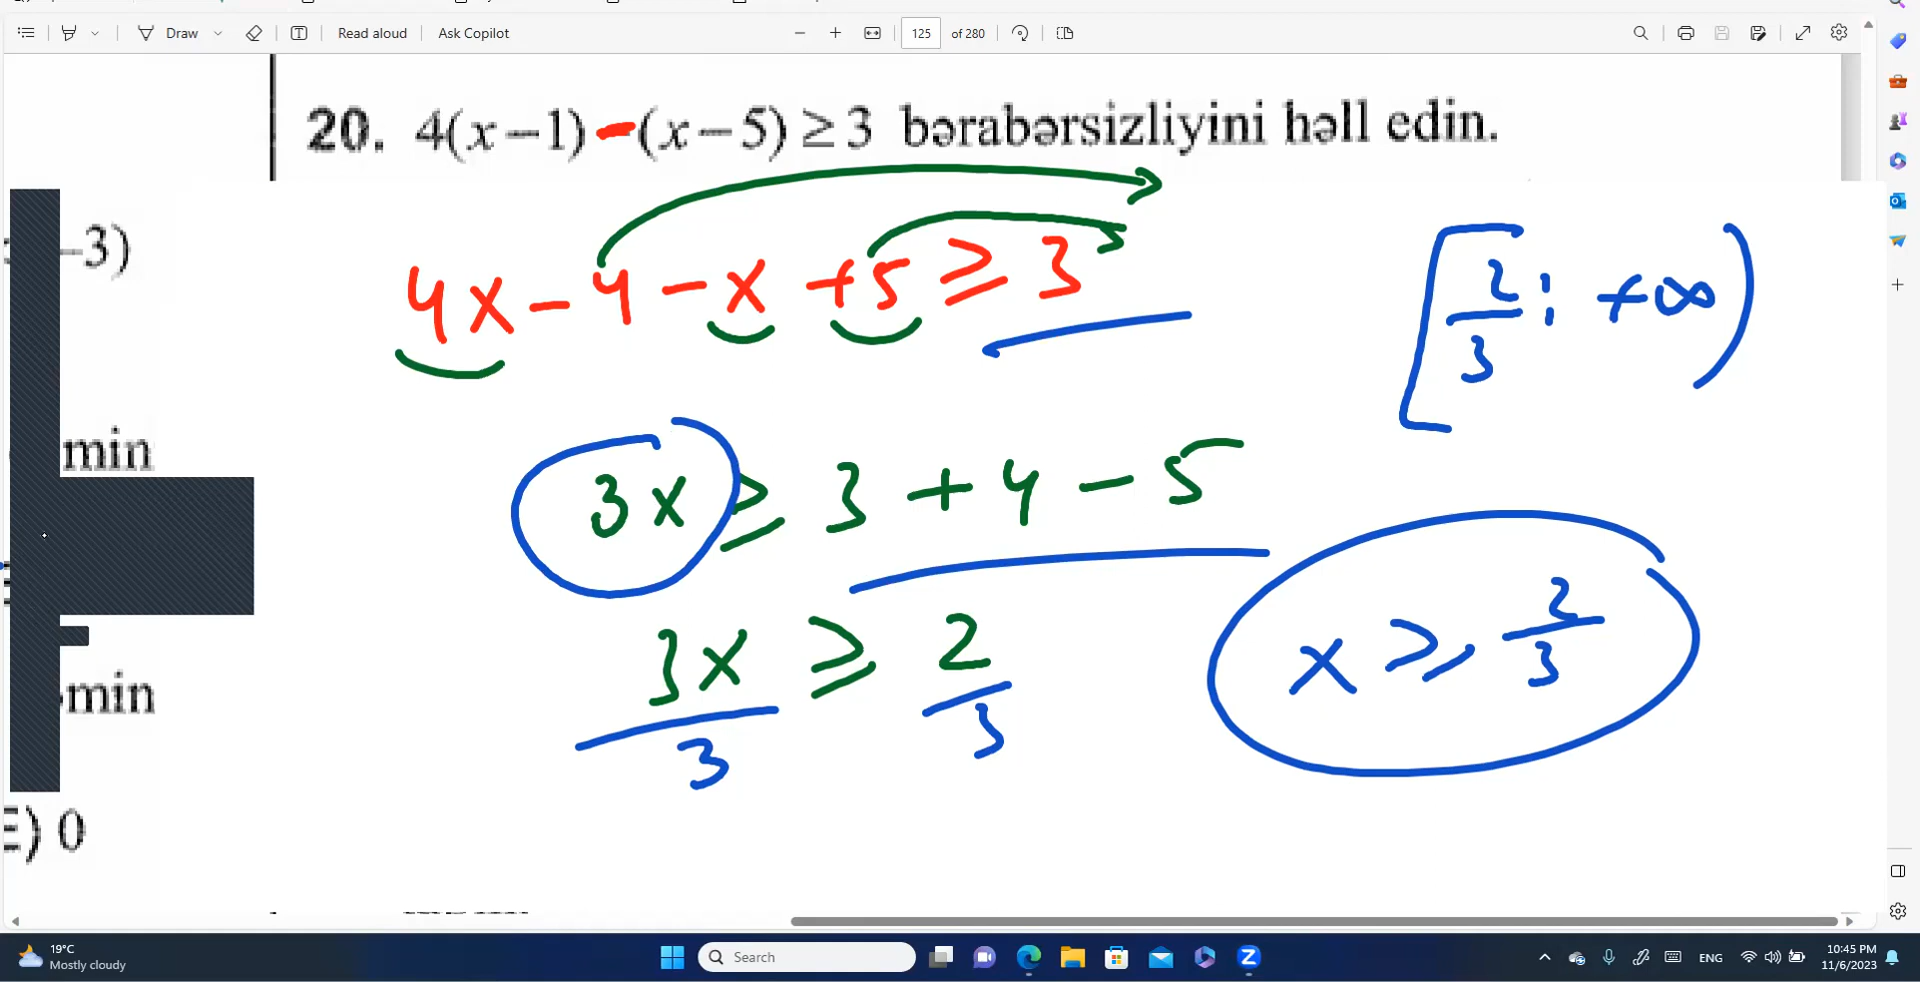 Draw
Read aloud
Ask Copilot
125 of 280
20. 4(x-1)-(x-5)≥3 bərabərsizliyini həll edin.
-3)
4x-4-x+5≥3
[2/3; +∞)
min
3x≥3+4-5
3x≥2
3 3
x≥2/3
min
E) 0
19°C
Mostly cloudy
Search
ENG
10:45 PM
11/6/2023